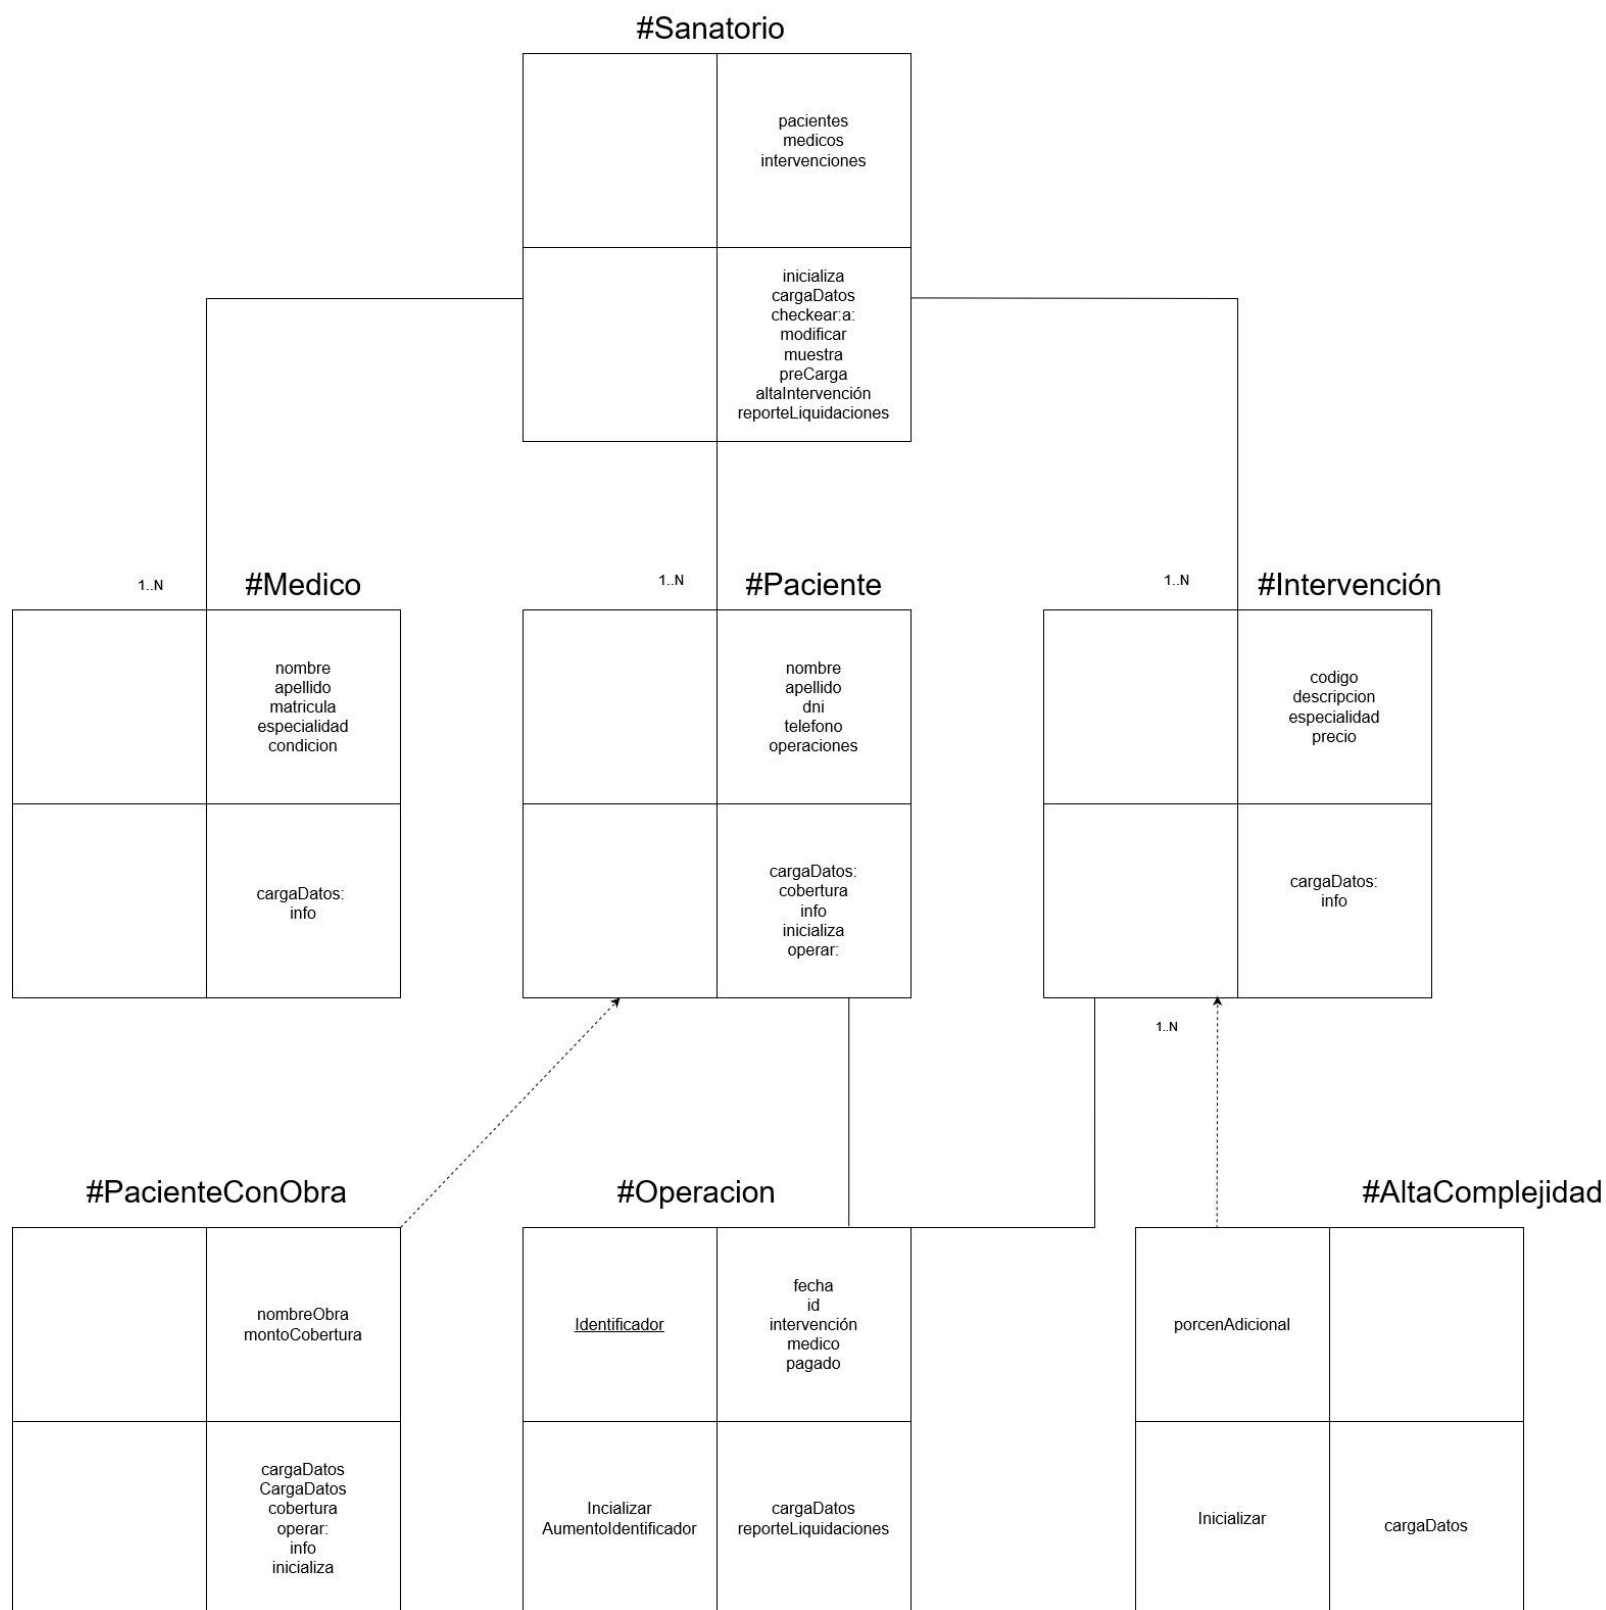 #Sanatorio
pacientes
medicos
intervenciones
inicializa
cargaDatos
checkear:a:
modificar
muestra
preCarga
altaIntervención
reporteLiquidaciones
1..N
#Medico
nombre
apellido
matricula
especialidad
condicion
cargaDatos:
info
1..N
#Paciente
nombre
apellido
dni
telefono
operaciones
cargaDatos:
cobertura
info
inicializa
operar:
1..N
#Intervención
codigo
descripcion
especialidad
precio
cargaDatos:
info
1..N
#PacienteConObra
nombreObra
montoCobertura
cargaDatos
CargaDatos
cobertura
operar:
info
inicializa
#Operacion
Identificador
fecha
id
intervención
medico
pagado
Incializar
AumentoIdentificador
cargaDatos
reporteLiquidaciones
#AltaComplejidad
porcenAdicional
Inicializar
cargaDatos